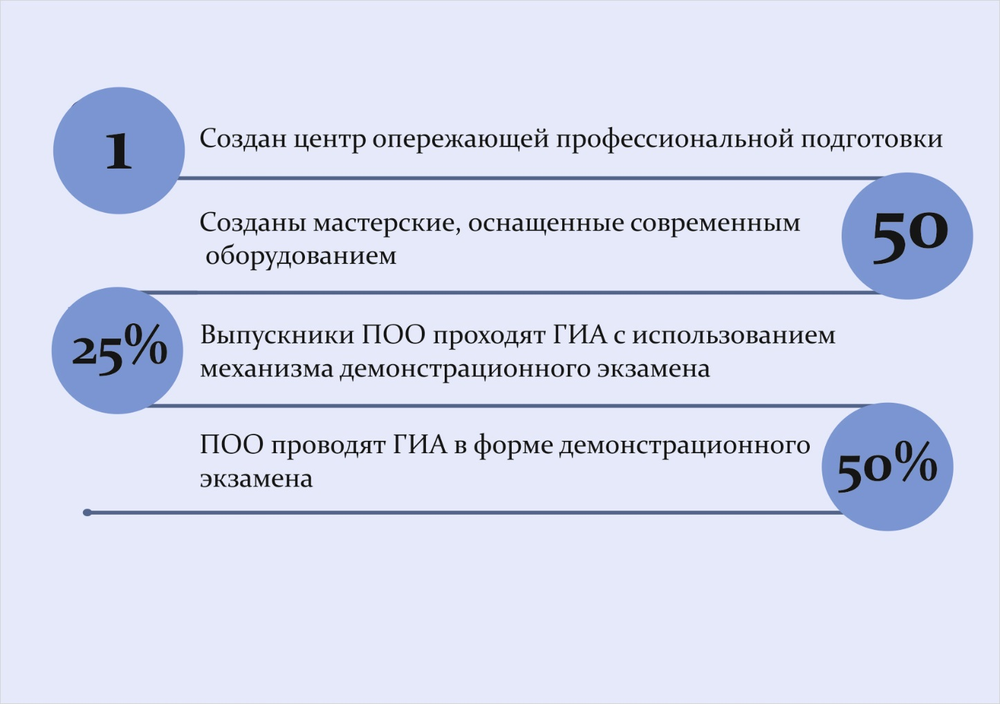 1
Создан центр опережающей профессиональной подготовки
Созданы мастерские, оснащенные современным
оборудованием
50
25%
Выпускники ПОО проходят ГИА с использованием
механизма демонстрационного экзамена
ПОО проводят ГИА в форме демонстрационного
экзамена
50%